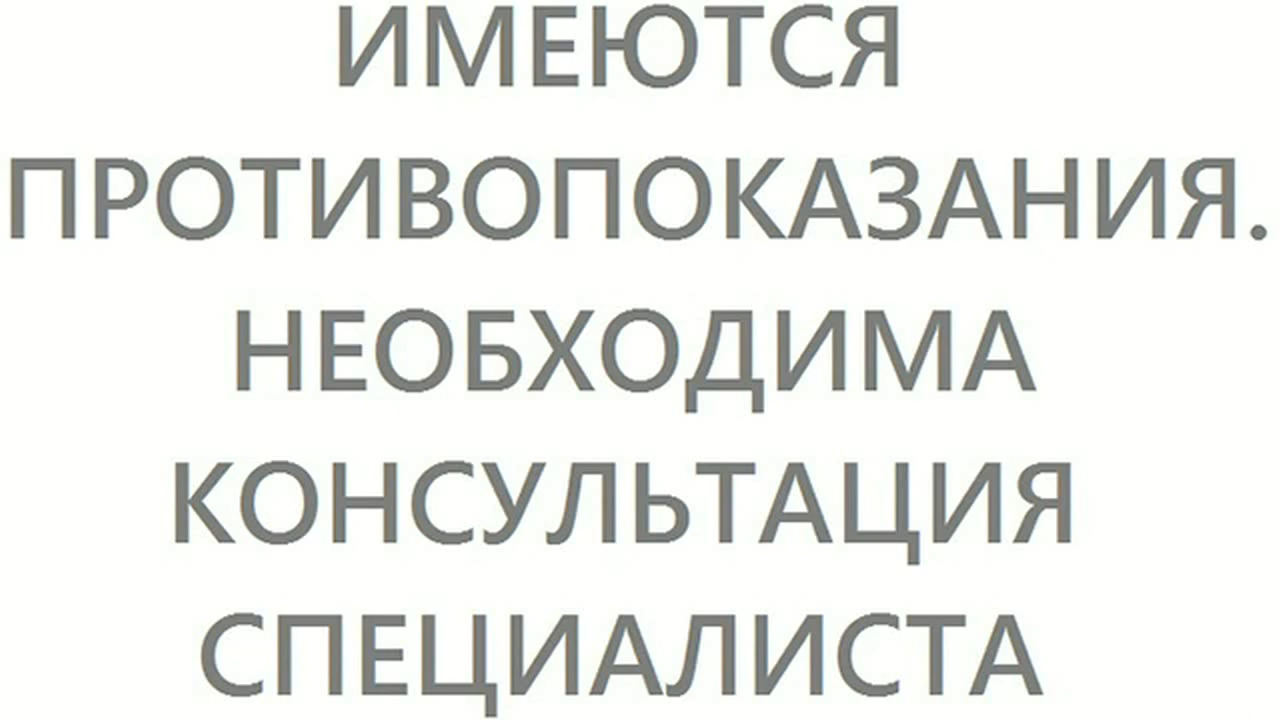 ИМЕЮТСЯ
ПРОТИВОПОКАЗАНИЯ.
НЕОБХОДИМА
КОНСУЛЬТАЦИЯ
СПЕЦИАЛИСТА